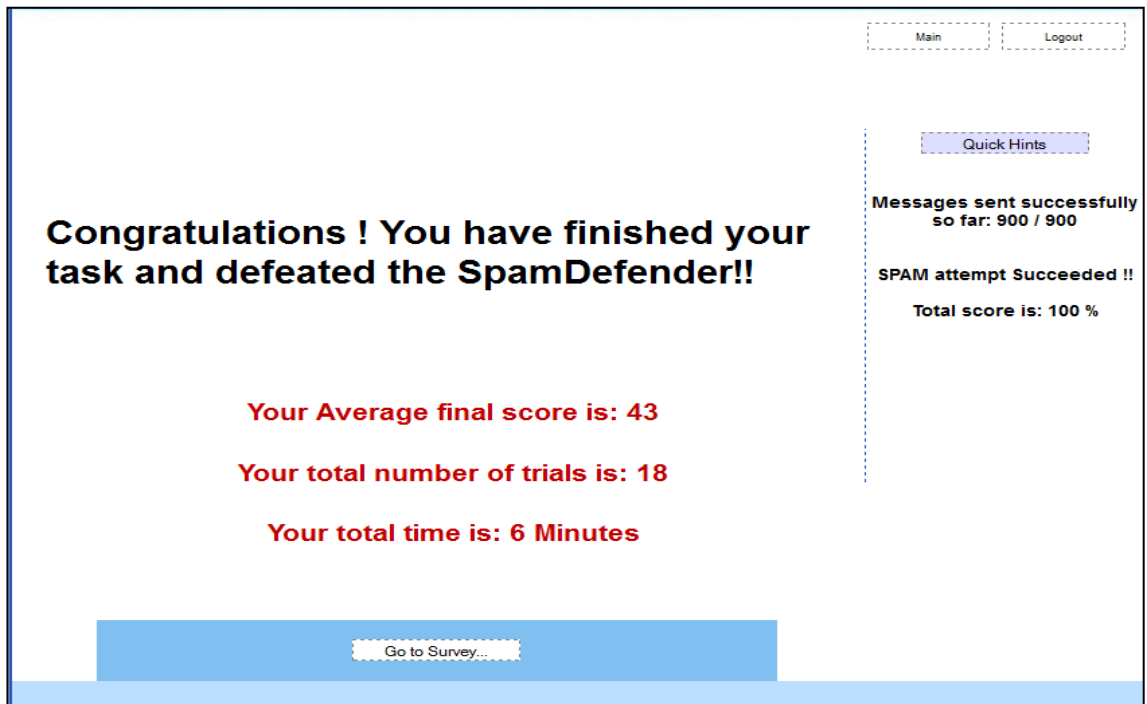 Main
Logout
Quick Hints
Messages sent successfully
so far: 900 / 900
SPAM attempt Succeeded !!
Total score is: 100 %
Congratulations ! You have finished your
task and defeated the SpamDefender!!
Your Average final score is: 43
Your total number of trials is: 18
Your total time is: 6 Minutes
Go to Survey...